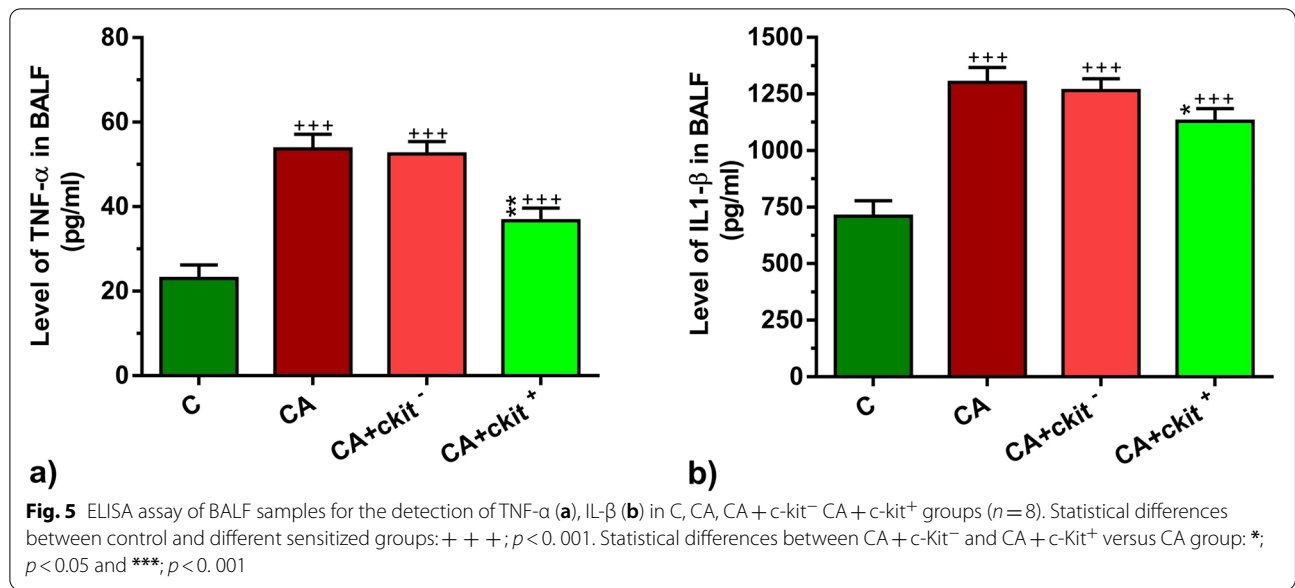 Level of TNF-α in BALF
(pg/ml)
80
60
40
20
0
+++
+++
**
+++
C
CA
CA+ckit -
CA+ckit +
a)
Level of IL1-β in BALF
(pg/ml)
1500
1250
1000
750
500
250
0
+++
+++
*
+++
C
CA
CA+ckit -
CA+ckit +
b)
Fig. 5 ELISA assay of BALF samples for the detection of TNF-α (a), IL-β (b) in C, CA, CA + c-kit− CA + c-kit+ groups (n = 8). Statistical differences
between control and different sensitized groups: + + +; p < 0. 001. Statistical differences between CA + c-Kit− and CA + c-Kit+ versus CA group: *;
p < 0.05 and ***; p < 0. 001